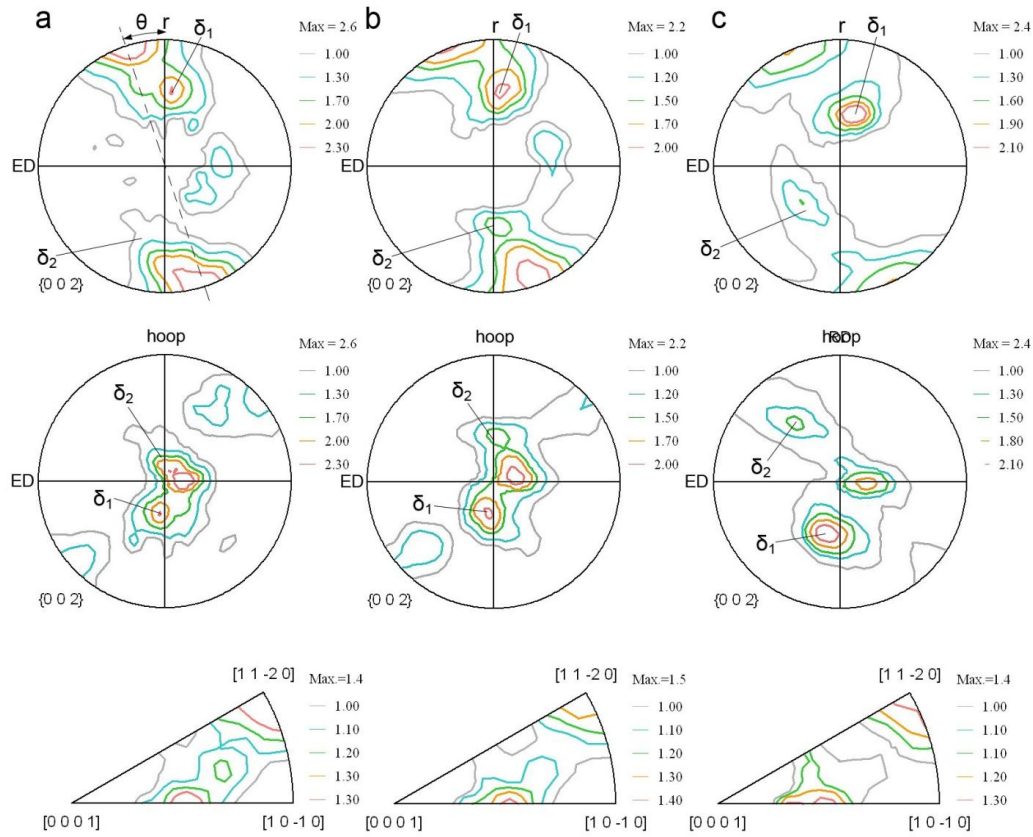 a
θ r
δ1
Max = 2.6
1.00
1.30
1.70
2.00
2.30
ED
δ2
{0 0 2}
b
r
δ1
Max = 2.2
1.00
1.20
1.50
1.70
2.00
ED
δ2
{0 0 2}
c
r
δ1
Max = 2.4
1.00
1.30
1.60
1.90
2.10
ED
δ2
{0 0 2}
hoop
Max = 2.6
1.00
1.30
1.70
2.00
2.30
δ2
ED
δ1
{0 0 2}
hoop
Max = 2.2
1.00
1.20
1.50
1.70
2.00
δ2
ED
δ1
{0 0 2}
hoop
Max = 2.4
1.00
1.30
1.50
1.80
2.10
ED
δ2
δ1
{0 0 2}
[1 1 -2 0]
Max.=1.4
1.00
1.10
1.20
1.30
1.30
[0 0 0 1]
[1 0 -1 0]
[1 1 -2 0]
Max.=1.5
1.00
1.10
1.20
1.30
1.40
[0 0 0 1]
[1 0 -1 0]
[1 1 -2 0]
Max.=1.4
1.00
1.10
1.10
1.20
1.30
[0 0 0 1]
[1 0 -1 0]